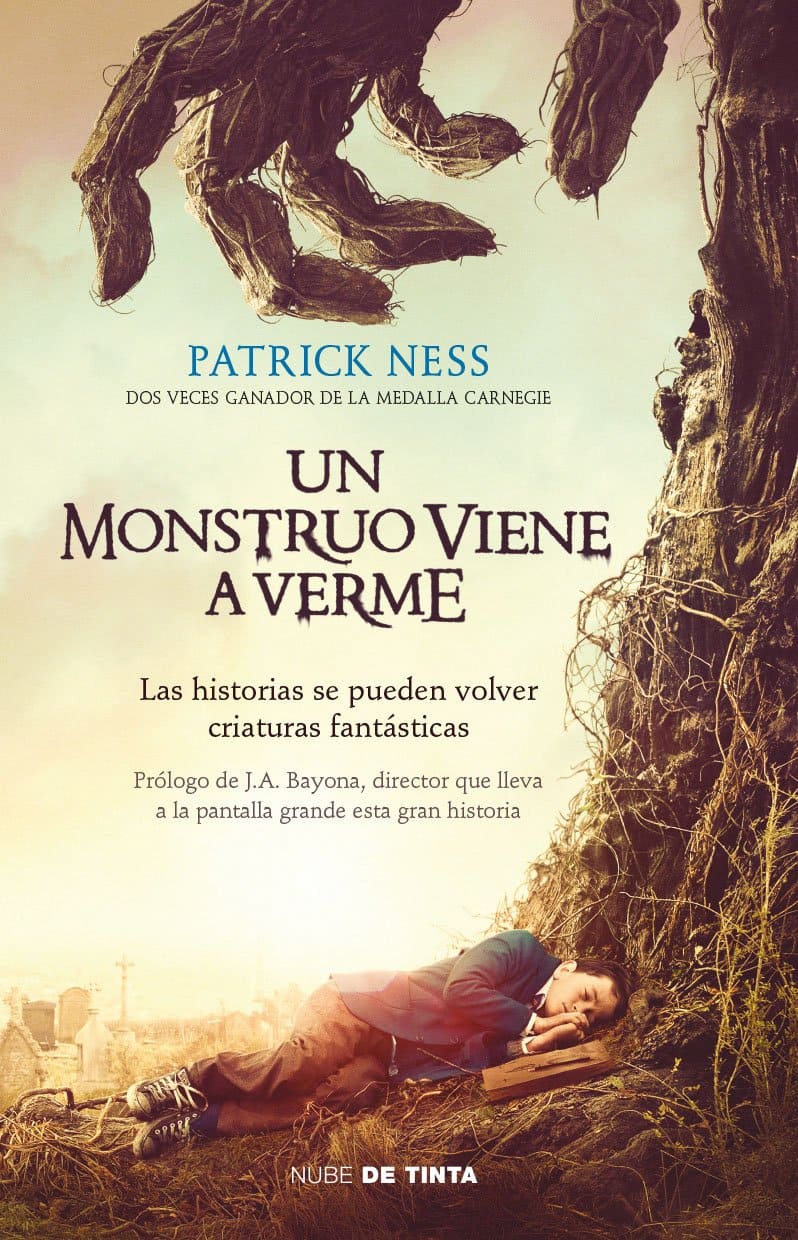 PATRICK NESS
DOS VECES GANADOR DE LA MEDALLA CARNEGIE
UN
MONSTRUO VIENE
A VERME
Las historias se pueden volver
criaturas fantásticas
Prólogo de J.A. Bayona, director que lleva
a la pantalla grande esta gran historia
NUBE DE TINTA